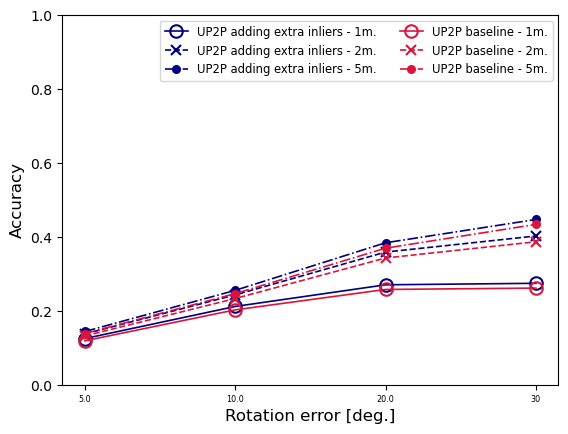 1.0
0.8
0.6
0.4
0.2
0.0
Accuracy
UP2P adding extra inliers - 1m.
UP2P adding extra inliers - 2m.
UP2P adding extra inliers - 5m.
UP2P baseline - 1m.
UP2P baseline - 2m.
UP2P baseline - 5m.
5.0 10.0 20.0 30
Rotation error [deg.]